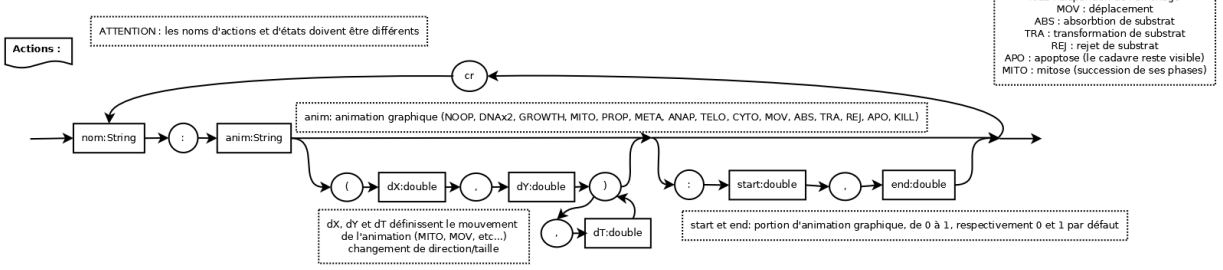 MOV : déplacement
ABS : absorbtion de substrat
TRA : transformation de substrat
REJ : rejet de substrat
APO : apoptose (le cadavre reste visible)
MITO : mitose (succession de ses phases)
ATTENTION : les noms d'actions et d'états doivent être différents
Actions :
cr
anim: animation graphique (NOOP, DNAx2, GROWTH, MITO, PROP, META, ANAP, TELO, CYTO, MOV, ABS, TRA, REJ, APO, KILL)
nom:String
:
anim:String
(
dX:double
,
dY:double
)
:
start:double
,
end:double
,
dT:double
dX, dY et dT définissent le mouvement
de l'animation (MITO, MOV, etc...)
changement de direction/taille
start et end: portion d'animation graphique, de 0 à 1, respectivement 0 et 1 par défaut